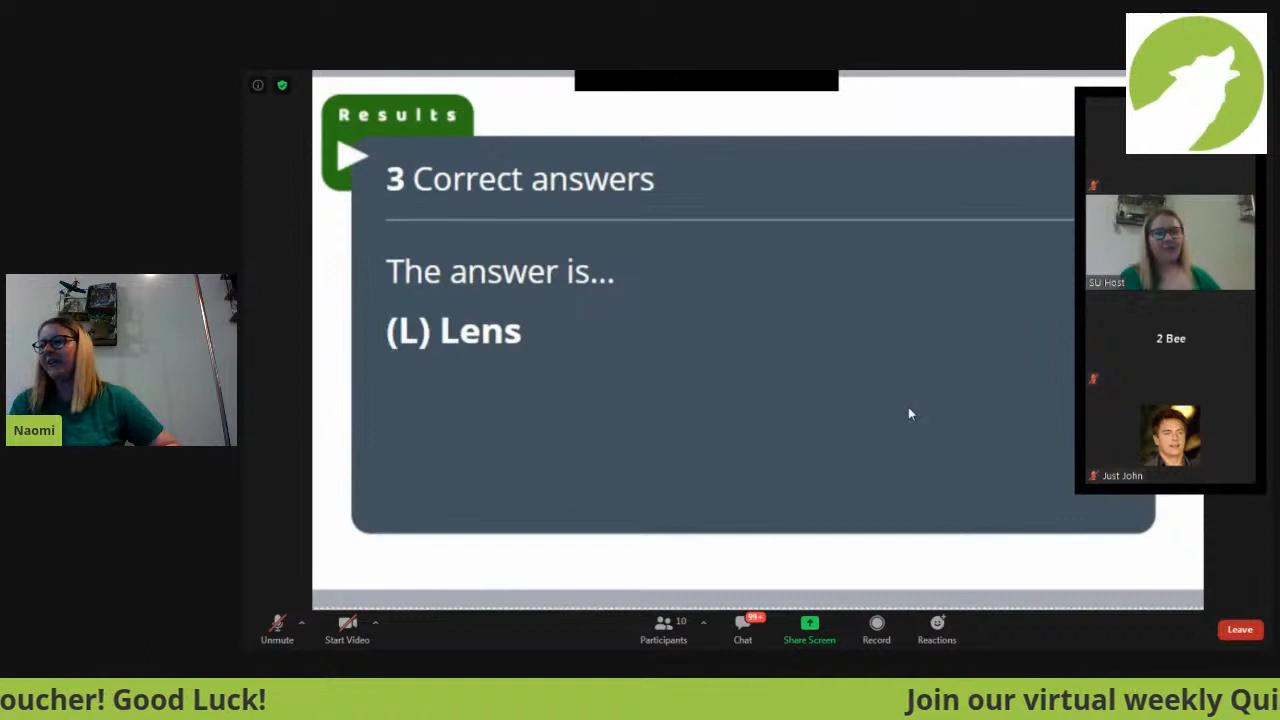 Results
3 Correct answers
The answer is...
(L) Lens
SU Host
2 Bee
Just John
Naomi
Unmute
Start Video
Participants
10
Chat
99+
Share Screen
Record
Reactions
Leave
oucher! Good Luck!
Join our virtual weekly Qui